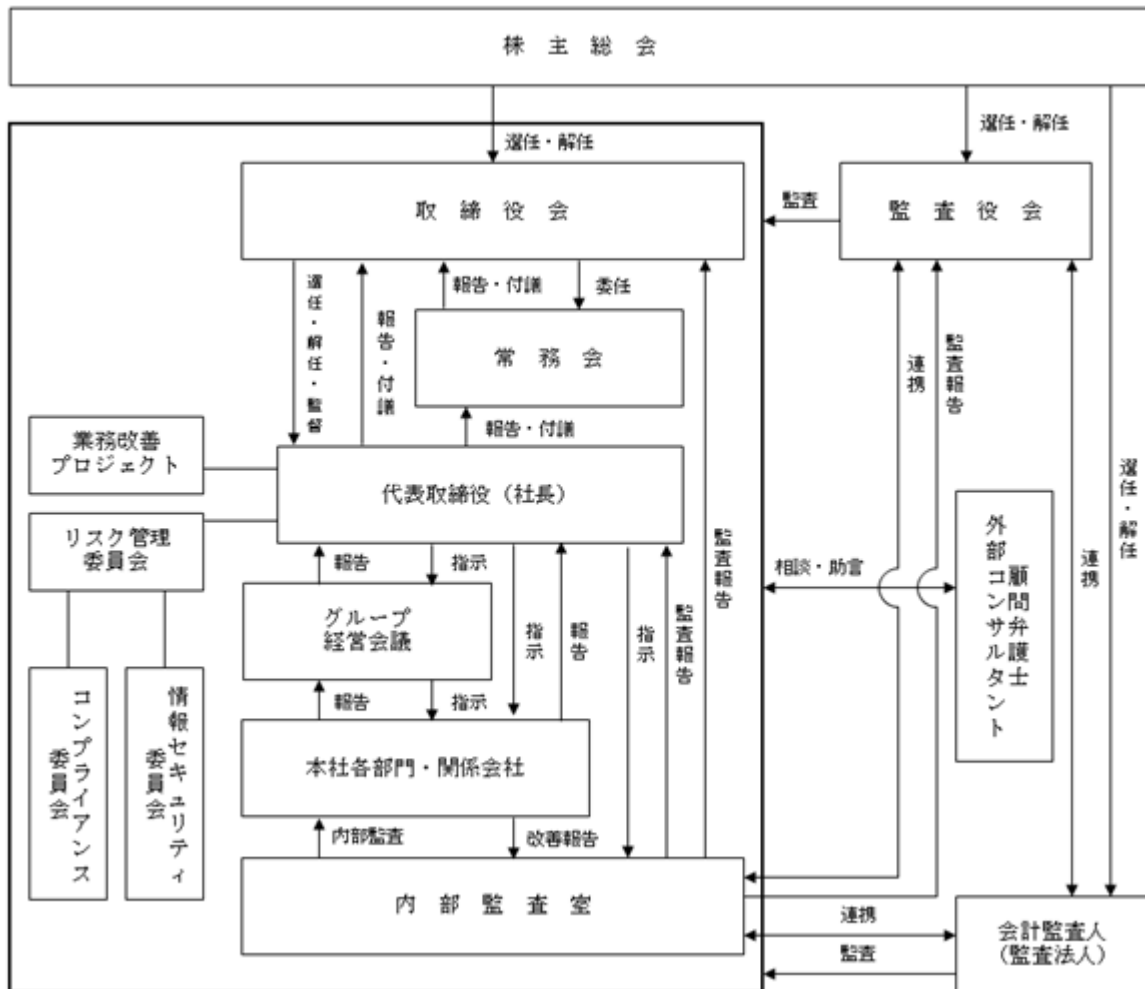 株主総会
選任・解任
選任・解任
取締役会
監査
監査役会
報告・付議
委任
選任・解任・監督
報告・付議
常務会
連携
監査報告
報告・付議
業務改善
プロジェクト
代表取締役（社長）
選任・解任
リスク管理
委員会
報告
指示
監査報告
相談・助言
顧問弁護士
外部コンサルタント
連携
グループ
経営会議
指示
報告
指示
監査報告
報告
指示
コンプライアンス
委員会
情報セキュリティ
委員会
本社各部門・関係会社
内部監査
改善報告
内部監査室
連携
監査
会計監査人
（監査法人）